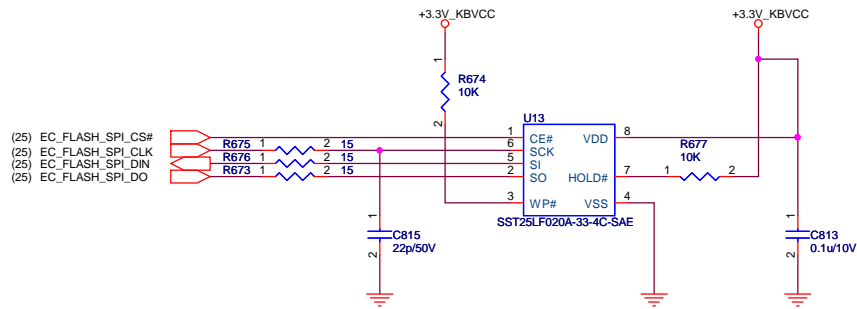 +3.3V_KBVCC
+3.3V_KBVCC
1
R674
10K
2
U13
(25) EC_FLASH_SPI_CS#
1 CE# VDD 8
R677
10K
(25) EC_FLASH_SPI_CLK R675 1 2 15 6 SCK
(25) EC_FLASH_SPI_DIN R676 1 2 15 5 SI
(25) EC_FLASH_SPI_DO R673 1 2 15 2 SO HOLD# 7 1 2
3 WP# VSS 4
SST25LF020A-33-4C-SAE
1
C815
22p/50V
2
1
C813
0.1u/10V
2